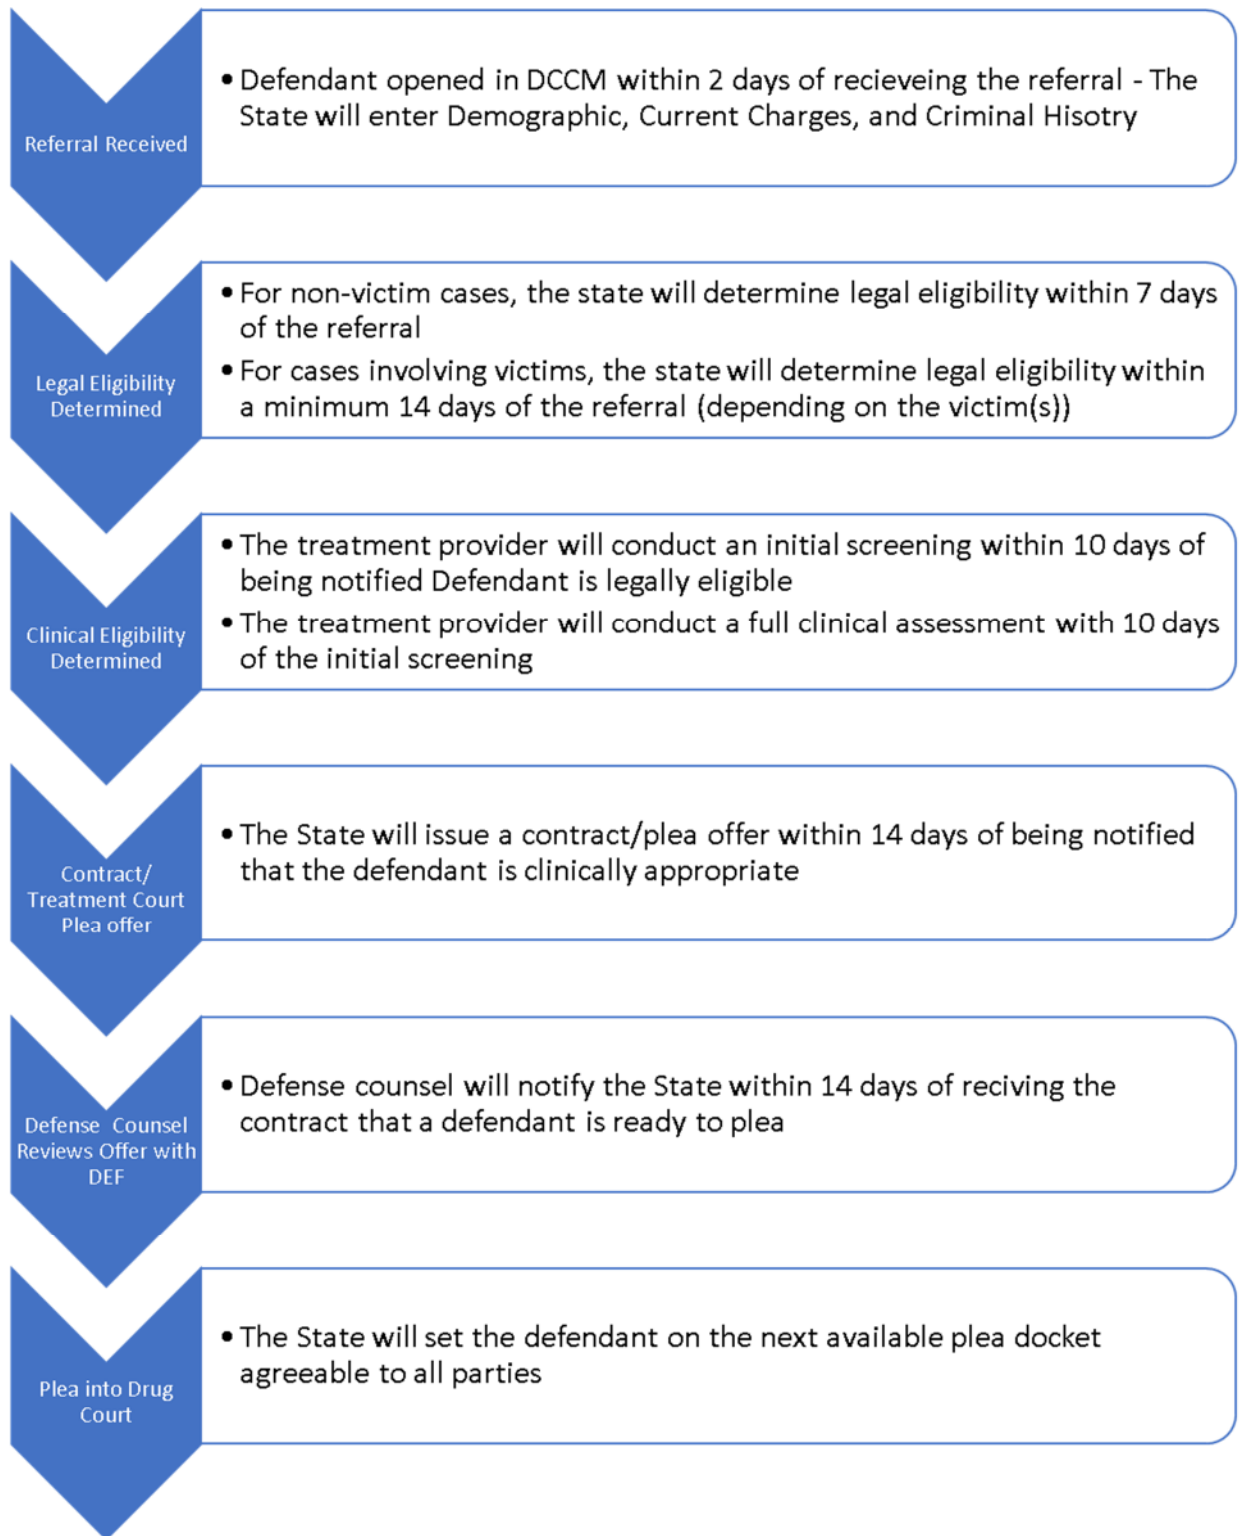 Referral Received
• Defendant opened in DCCM within 2 days of recieveing the referral - The
State will enter Demographic, Current Charges, and Criminal Hisotry
Legal Eligibility
Determined
• For non-victim cases, the state will determine legal eligibility within 7 days
of the referral
• For cases involving victims, the state will determine legal eligibility within
a minimum 14 days of the referral (depending on the victim(s))
Clinical Eligibility
Determined
• The treatment provider will conduct an initial screening within 10 days of
being notified Defendant is legally eligible
• The treatment provider will conduct a full clinical assessment with 10 days
of the initial screening
Contract/
Treatment Court
Plea offer
• The State will issue a contract/plea offer within 14 days of being notified
that the defendant is clinically appropriate
Defense Counsel
Reviews Offer with
DEF
• Defense counsel will notify the State within 14 days of reciving the
contract that a defendant is ready to plea
Plea into Drug
Court
• The State will set the defendant on the next available plea docket
agreeable to all parties